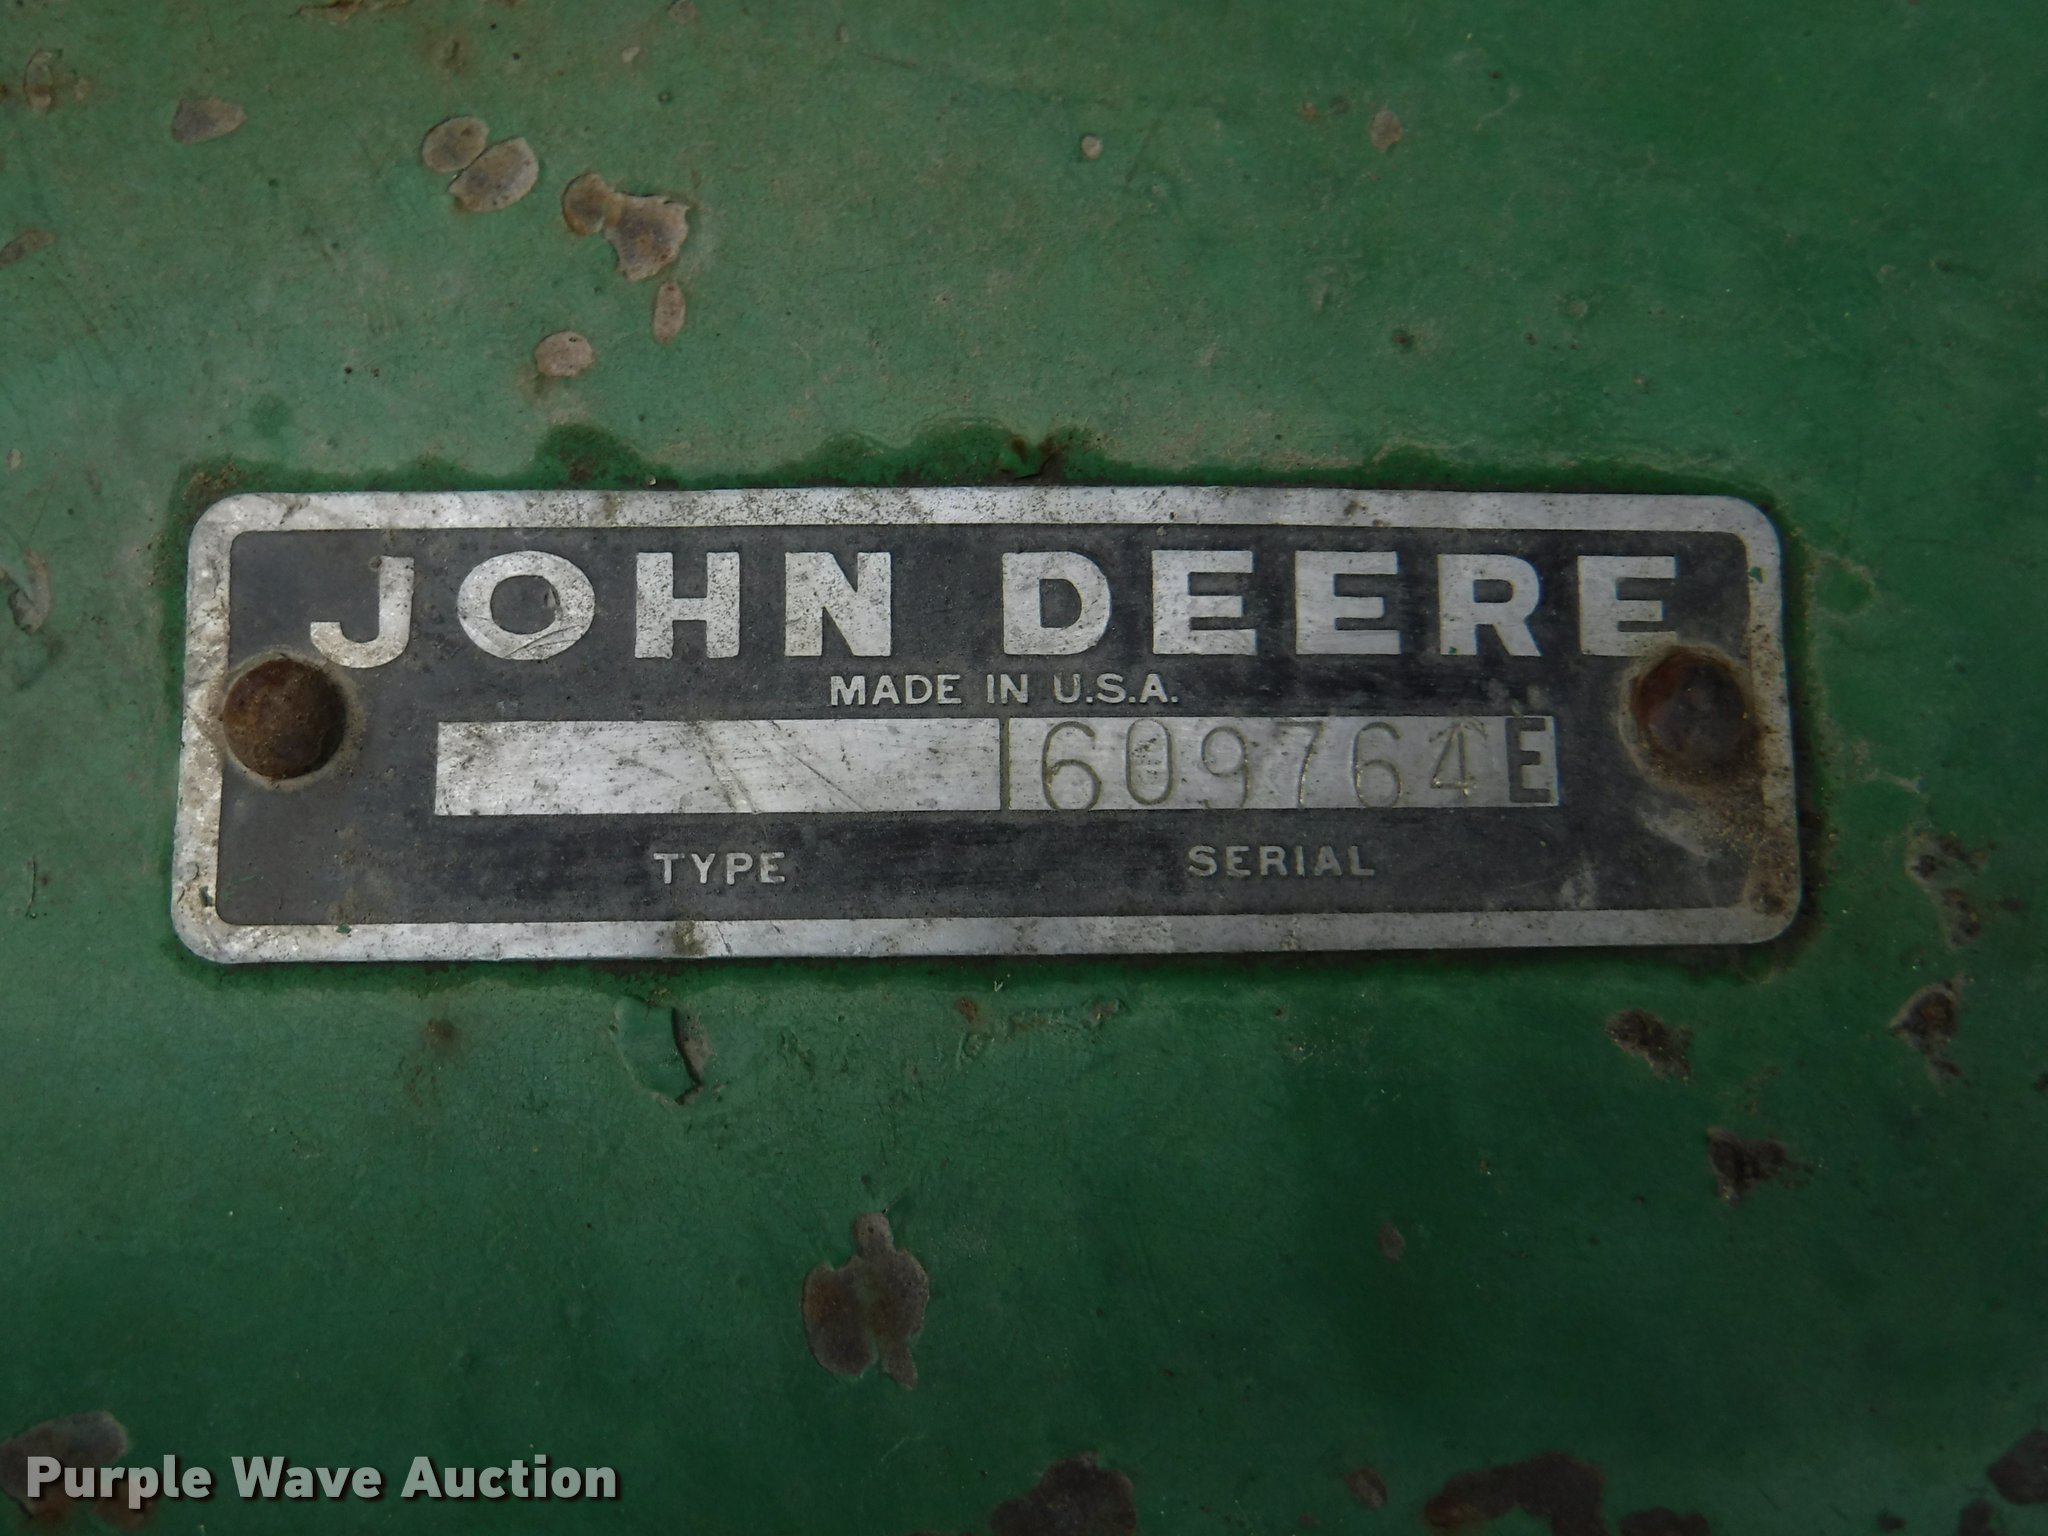 JOHN DEERE
MADE IN U.S.A.
609764E
TYPE SERIAL
Purple Wave Auction